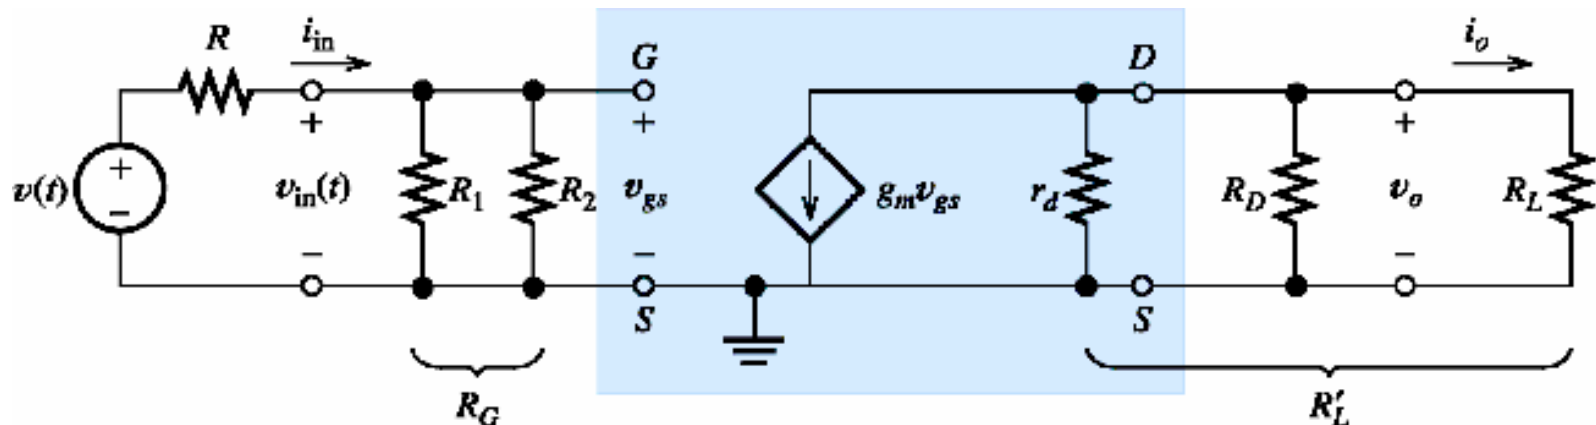 R
i_in
G
D
i_o
+
+
+
+
v(t)
−
v_in(t)
R_1
R_2
v_gs
g_m v_gs
r_d
R_D
v_o
R_L
−
−
−
S
S
R_G
R′_L